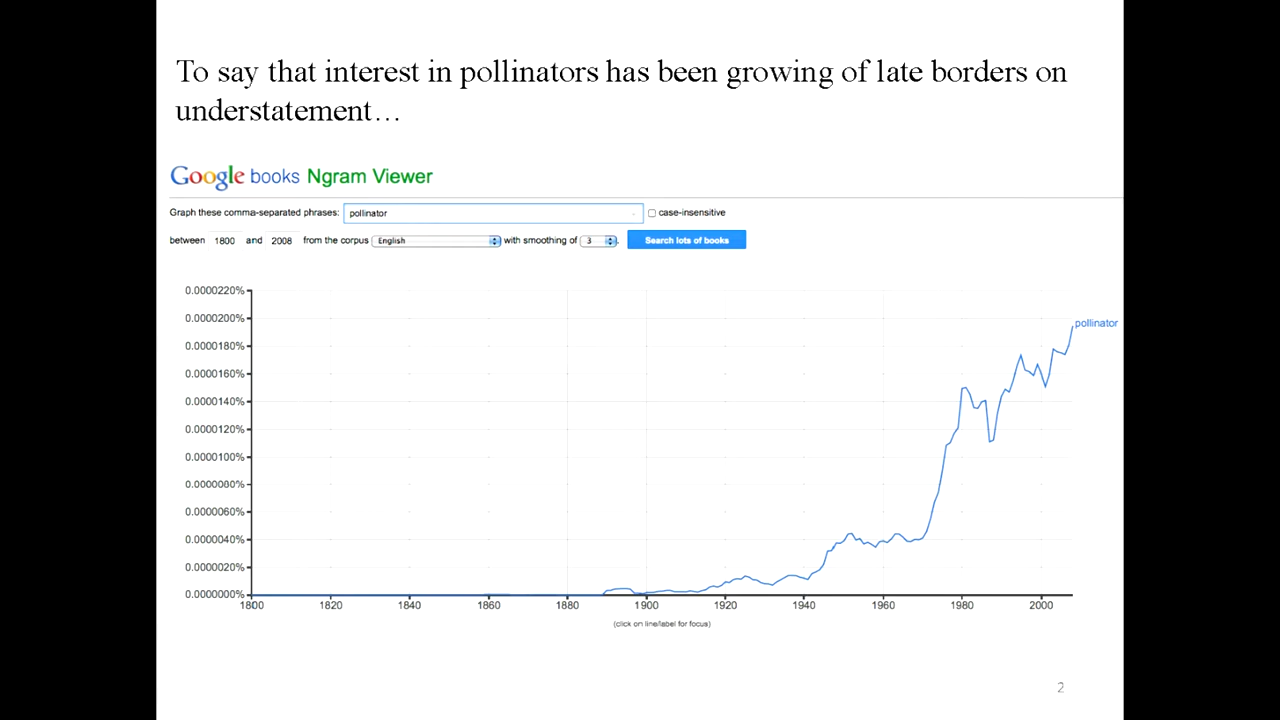 To say that interest in pollinators has been growing of late borders on
understatement…
Google books Ngram Viewer
Graph these comma-separated phrases: pollinator case-insensitive
between 1800 and 2008 from the corpus English with smoothing of 3 . Search lots of books
0.0000220%
0.0000200%
pollinator
0.0000180%
0.0000160%
0.0000140%
0.0000120%
0.0000100%
0.0000080%
0.0000060%
0.0000040%
0.0000020%
0.0000000%
1800 1820 1840 1860 1880 1900 1920 1940 1960 1980 2000
(click on line/label for focus)
2